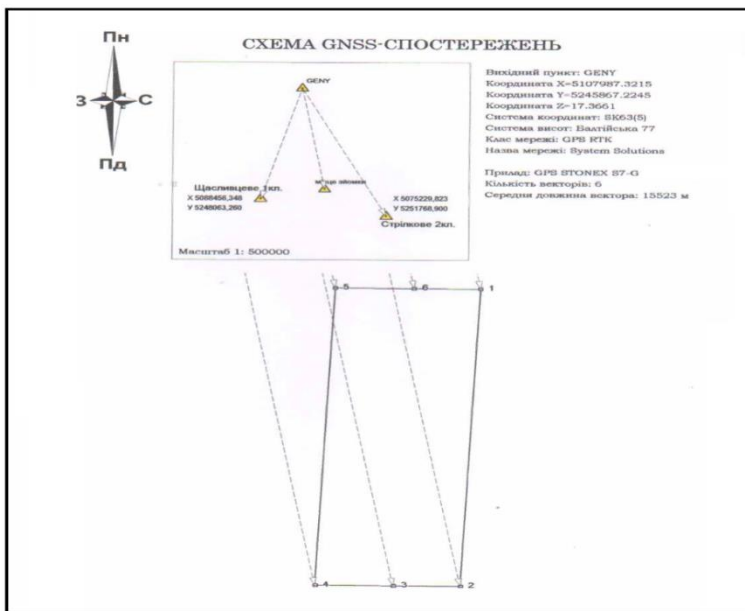 Пн
З
С
Пд
СХЕМА GNSS-СПОСТЕРЕЖЕНЬ
GENY
Щасливцеве 1кл.
X 5088456,348
Y 5248063,260
X 5075229,823
Y 5251768,900
Стрілкове 2кл.
Масштаб 1: 500000
Вихідний пункт: GENY
Координата X=5107987.3215
Координата Y=5245867.2245
Координата Z=17.3661
Система координат: SK63(5)
Система висот: Балтійська 77
Клас мережі: GPS RTK
Назва мережі: System Solutions
Прилад: GPS STONEX S7-G
Кількість векторів: 6
Середня довжина вектора: 15523 м
5
6
1
4
3
2